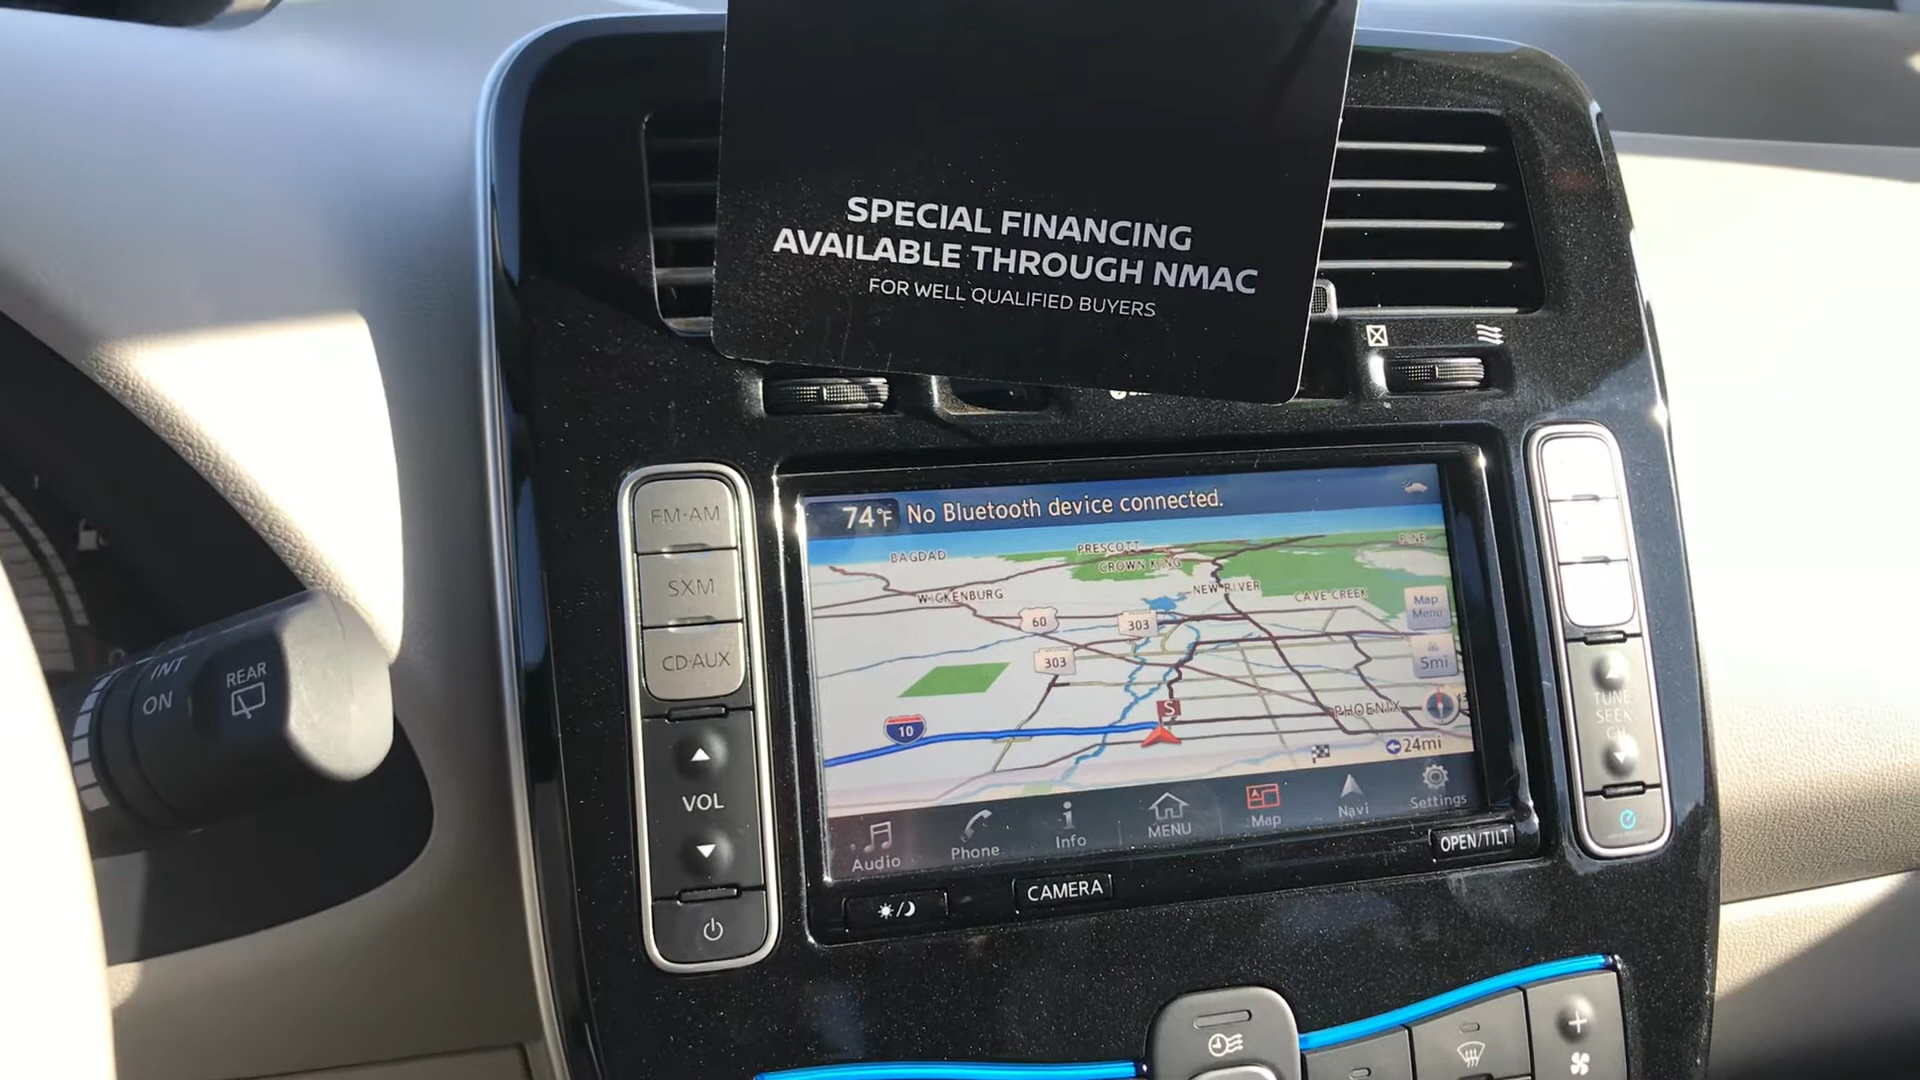 SPECIAL FINANCING
AVAILABLE THROUGH NMAC
FOR WELL QUALIFIED BUYERS
FM·AM
SXM
CD·AUX
VOL
INT
ON
REAR
74°F No Bluetooth device connected.
BAGDAD
PRESCOTT
PINE
CROWN KING
WICKENBURG
NEW RIVER
CAVE CREEK
Map
Menu
60
303
303
5mi
S
PHOENIX
10
24mi
Audio
Phone
Info
MENU
Map
Navi
Settings
CAMERA
OPEN/TILT
TUNE
SEEK